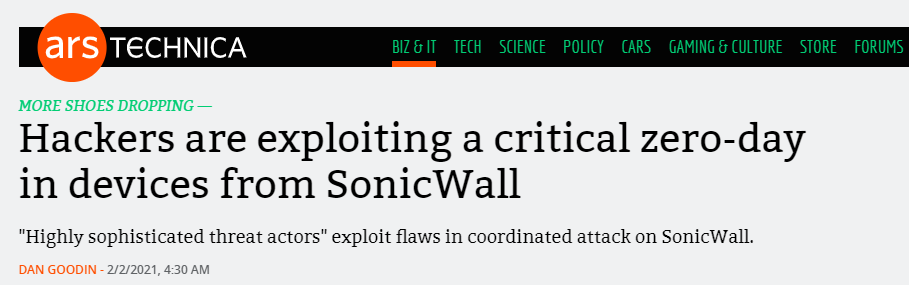 ars TECHNICA
BIZ & IT TECH SCIENCE POLICY CARS GAMING & CULTURE STORE FORUMS
MORE SHOES DROPPING —
Hackers are exploiting a critical zero-day
in devices from SonicWall
"Highly sophisticated threat actors" exploit flaws in coordinated attack on SonicWall.
DAN GOODIN - 2/2/2021, 4:30 AM